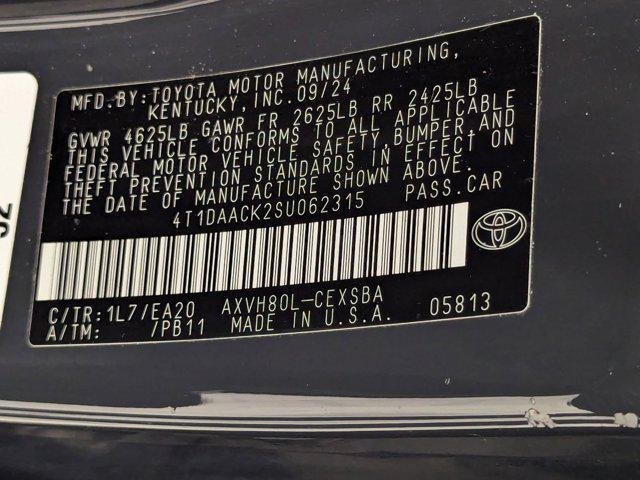 MFD. BY: TOYOTA MOTOR MANUFACTURING,
KENTUCKY, INC. 09/24
GVWR 4625LB GAWR FR 2625LB RR 2425LB
THIS VEHICLE CONFORMS TO ALL APPLICABLE
FEDERAL MOTOR VEHICLE SAFETY,BUMPER,AND
THEFT PREVENTION STANDARDS IN EFFECT ON
THE DATE OF MANUFACTURE SHOWN ABOVE.
4T1DAACK2SU062315 PASS.CAR
C/TR: 1L7/EA20 AXVH80L-CEXSBA
A/TM: /PB11 MADE IN U.S.A. 05813